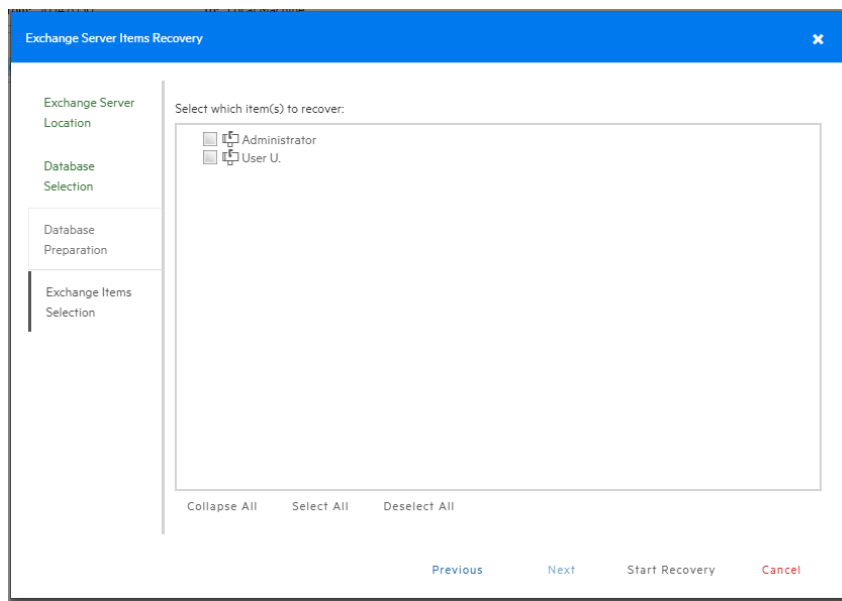 Exchange Server Items Recovery
Exchange Server
Location
Database
Selection
Database
Preparation
Exchange Items
Selection
Select which item(s) to recover:
Administrator
User U.
Collapse All Select All Deselect All
Previous Next Start Recovery Cancel